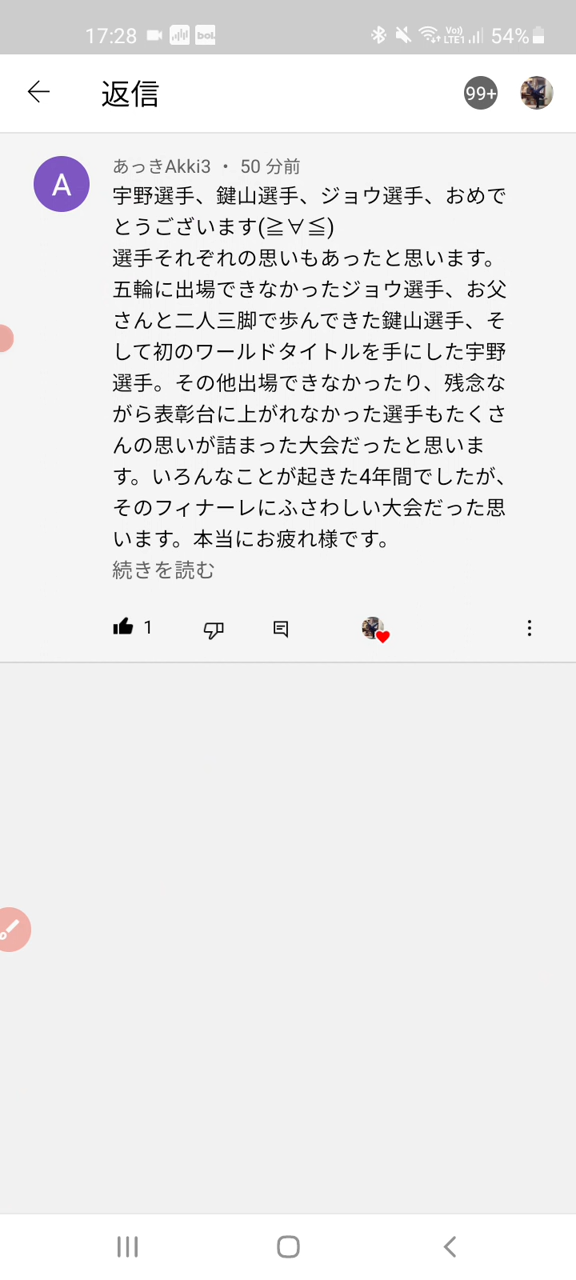 17:28
bol
Vo)
LTE1
54%
返信
99+
A
あっきAkki3 ・ 50 分前
宇野選手、鍵山選手、ジョウ選手、おめで
とうございます(≧∀≦)
選手それぞれの思いもあったと思います。
五輪に出場できなかったジョウ選手、お父
さんと二人三脚で歩んできた鍵山選手、そ
して初のワールドタイトルを手にした宇野
選手。その他出場できなかったり、残念な
がら表彰台に上がれなかった選手もたくさ
んの思いが詰まった大会だったと思いま
す。いろんなことが起きた4年間でしたが、
そのフィナーレにふさわしい大会だった思
います。本当にお疲れ様です。
続きを読む
1